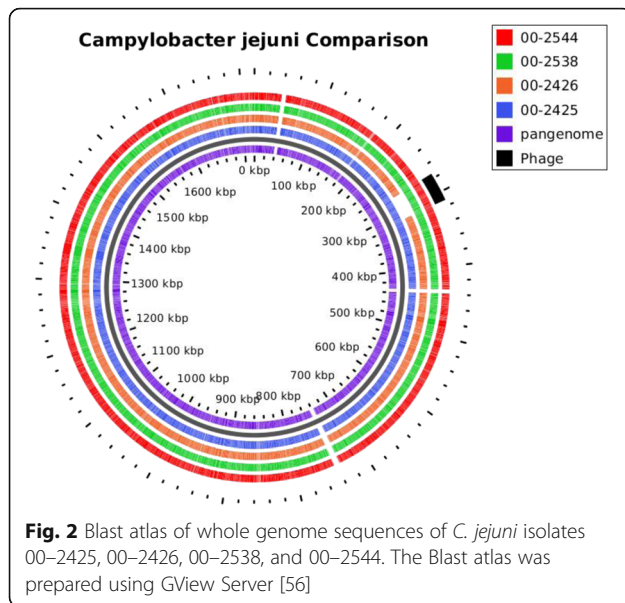 Campylobacter jejuni Comparison
00-2544
00-2538
00-2426
00-2425
pangenome
Phage
0 kbp
100 kbp
200 kbp
300 kbp
400 kbp
500 kbp
600 kbp
700 kbp
800 kbp
900 kbp
1000 kbp
1100 kbp
1200 kbp
1300 kbp
1400 kbp
1500 kbp
1600 kbp
Fig. 2 Blast atlas of whole genome sequences of C. jejuni isolates
00–2425, 00–2426, 00–2538, and 00–2544. The Blast atlas was
prepared using GView Server [56]